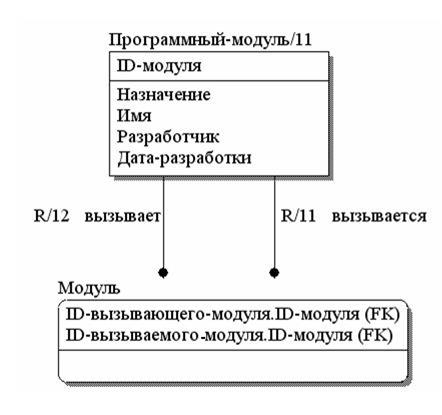 Программный-модуль/11
ID-модуля
Назначение
Имя
Разработчик
Дата-разработки
R/12 вызывает
R/11 вызывается
Модуль
ID-вызывающего-модуля.ID-модуля (FK)
ID-вызываемого-модуля.ID-модуля (FK)